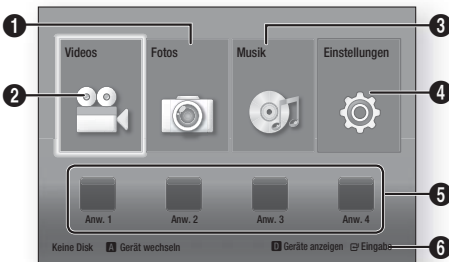 1 3
Videos Fotos Musik Einstellungen
2 4
Anw. 1 Anw. 2 Anw. 3 Anw. 4
5
Keine Disk A Gerät wechseln D Geräte anzeigen Eingabe
6